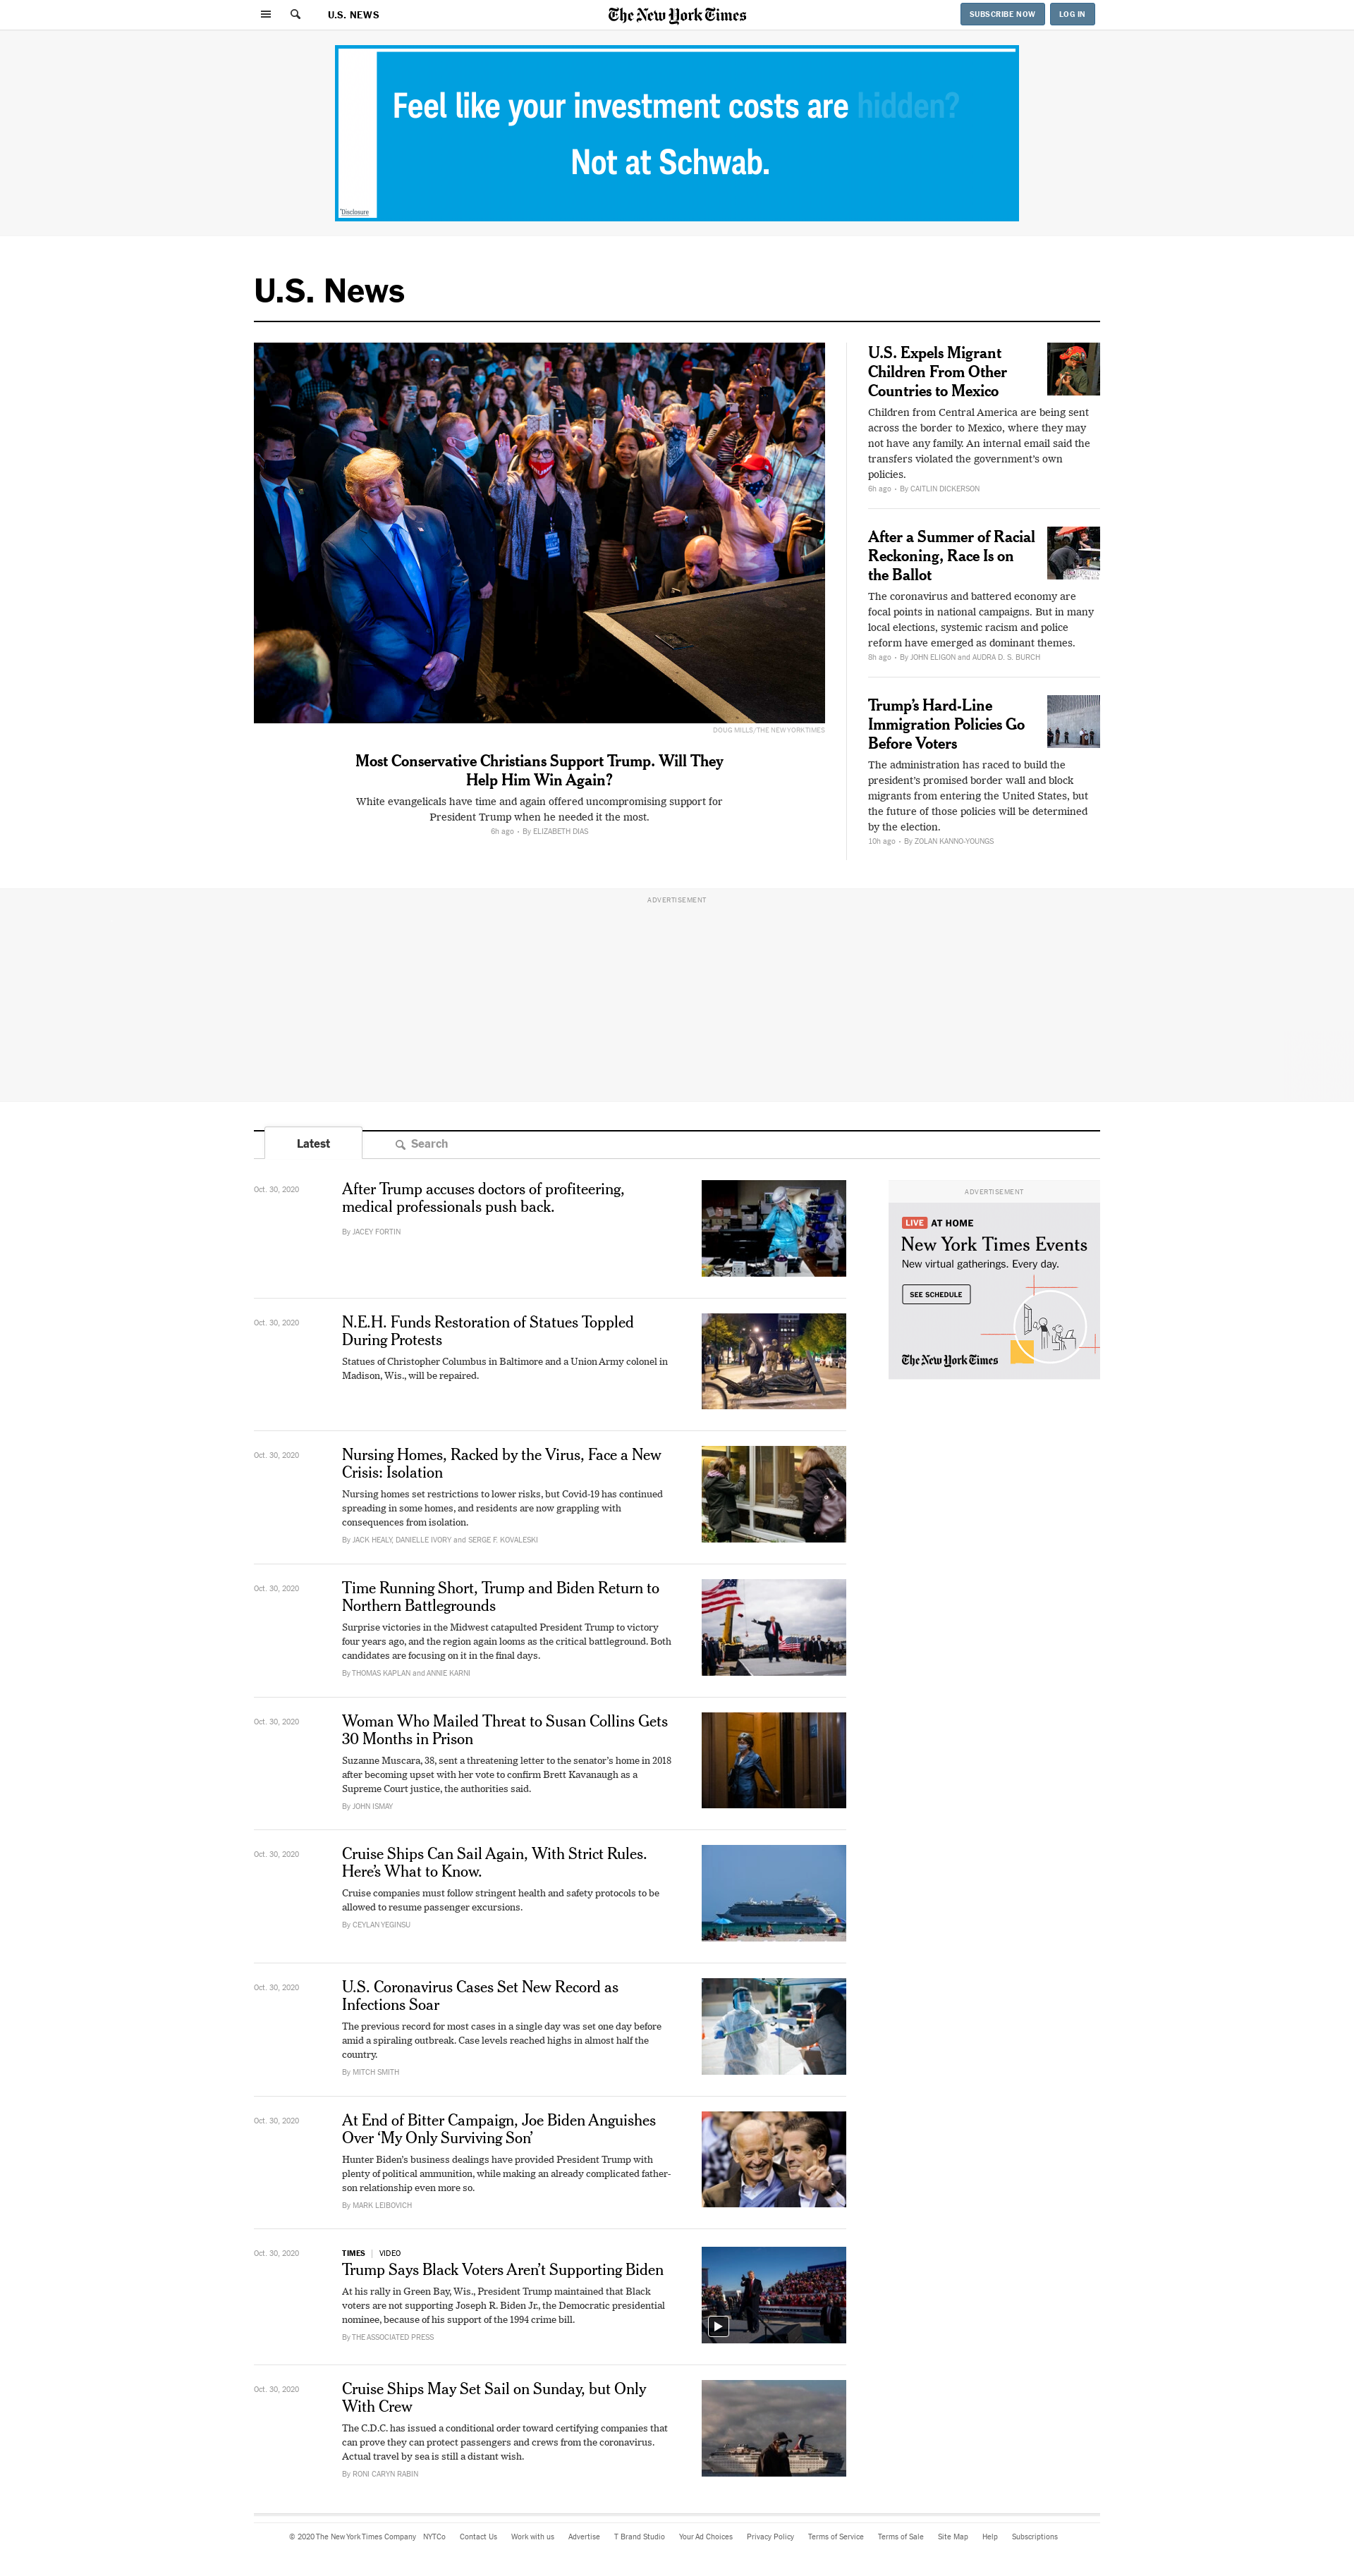 U.S. NEWS
The New York Times
SUBSCRIBE NOW
LOG IN
Feel like your investment costs are hidden?
Not at Schwab.
Disclosure
U.S. News
DOUG MILLS/THE NEW YORK TIMES
Most Conservative Christians Support Trump. Will They
Help Him Win Again?
White evangelicals have time and again offered uncompromising support for
President Trump when he needed it the most.
6h ago • By ELIZABETH DIAS
U.S. Expels Migrant
Children From Other
Countries to Mexico
Children from Central America are being sent
across the border to Mexico, where they may
not have any family. An internal email said the
transfers violated the government’s own
policies.
6h ago • By CAITLIN DICKERSON
After a Summer of Racial
Reckoning, Race Is on
the Ballot
The coronavirus and battered economy are
focal points in national campaigns. But in many
local elections, systemic racism and police
reform have emerged as dominant themes.
8h ago • By JOHN ELIGON and AUDRA D. S. BURCH
Trump’s Hard-Line
Immigration Policies Go
Before Voters
The administration has raced to build the
president’s promised border wall and block
migrants from entering the United States, but
the future of those policies will be determined
by the election.
10h ago • By ZOLAN KANNO-YOUNGS
ADVERTISEMENT
Latest
Search
Oct. 30, 2020
After Trump accuses doctors of profiteering,
medical professionals push back.
By JACEY FORTIN
ADVERTISEMENT
LIVE AT HOME
New York Times Events
New virtual gatherings. Every day.
SEE SCHEDULE
The New York Times
Oct. 30, 2020
N.E.H. Funds Restoration of Statues Toppled
During Protests
Statues of Christopher Columbus in Baltimore and a Union Army colonel in
Madison, Wis., will be repaired.
Oct. 30, 2020
Nursing Homes, Racked by the Virus, Face a New
Crisis: Isolation
Nursing homes set restrictions to lower risks, but Covid-19 has continued
spreading in some homes, and residents are now grappling with
consequences from isolation.
By JACK HEALY, DANIELLE IVORY and SERGE F. KOVALESKI
Oct. 30, 2020
Time Running Short, Trump and Biden Return to
Northern Battlegrounds
Surprise victories in the Midwest catapulted President Trump to victory
four years ago, and the region again looms as the critical battleground. Both
candidates are focusing on it in the final days.
By THOMAS KAPLAN and ANNIE KARNI
Oct. 30, 2020
Woman Who Mailed Threat to Susan Collins Gets
30 Months in Prison
Suzanne Muscara, 38, sent a threatening letter to the senator’s home in 2018
after becoming upset with her vote to confirm Brett Kavanaugh as a
Supreme Court justice, the authorities said.
By JOHN ISMAY
Oct. 30, 2020
Cruise Ships Can Sail Again, With Strict Rules.
Here’s What to Know.
Cruise companies must follow stringent health and safety protocols to be
allowed to resume passenger excursions.
By CEYLAN YEGINSU
Oct. 30, 2020
U.S. Coronavirus Cases Set New Record as
Infections Soar
The previous record for most cases in a single day was set one day before
amid a spiraling outbreak. Case levels reached highs in almost half the
country.
By MITCH SMITH
Oct. 30, 2020
At End of Bitter Campaign, Joe Biden Anguishes
Over ‘My Only Surviving Son’
Hunter Biden’s business dealings have provided President Trump with
plenty of political ammunition, while making an already complicated father-
son relationship even more so.
By MARK LEIBOVICH
Oct. 30, 2020
TIMES | VIDEO
Trump Says Black Voters Aren’t Supporting Biden
At his rally in Green Bay, Wis., President Trump maintained that Black
voters are not supporting Joseph R. Biden Jr., the Democratic presidential
nominee, because of his support of the 1994 crime bill.
By THE ASSOCIATED PRESS
Oct. 30, 2020
Cruise Ships May Set Sail on Sunday, but Only
With Crew
The C.D.C. has issued a conditional order toward certifying companies that
can prove they can protect passengers and crews from the coronavirus.
Actual travel by sea is still a distant wish.
By RONI CARYN RABIN
© 2020 The New York Times Company NYTCo Contact Us Work with us Advertise T Brand Studio Your Ad Choices Privacy Policy Terms of Service Terms of Sale Site Map Help Subscriptions